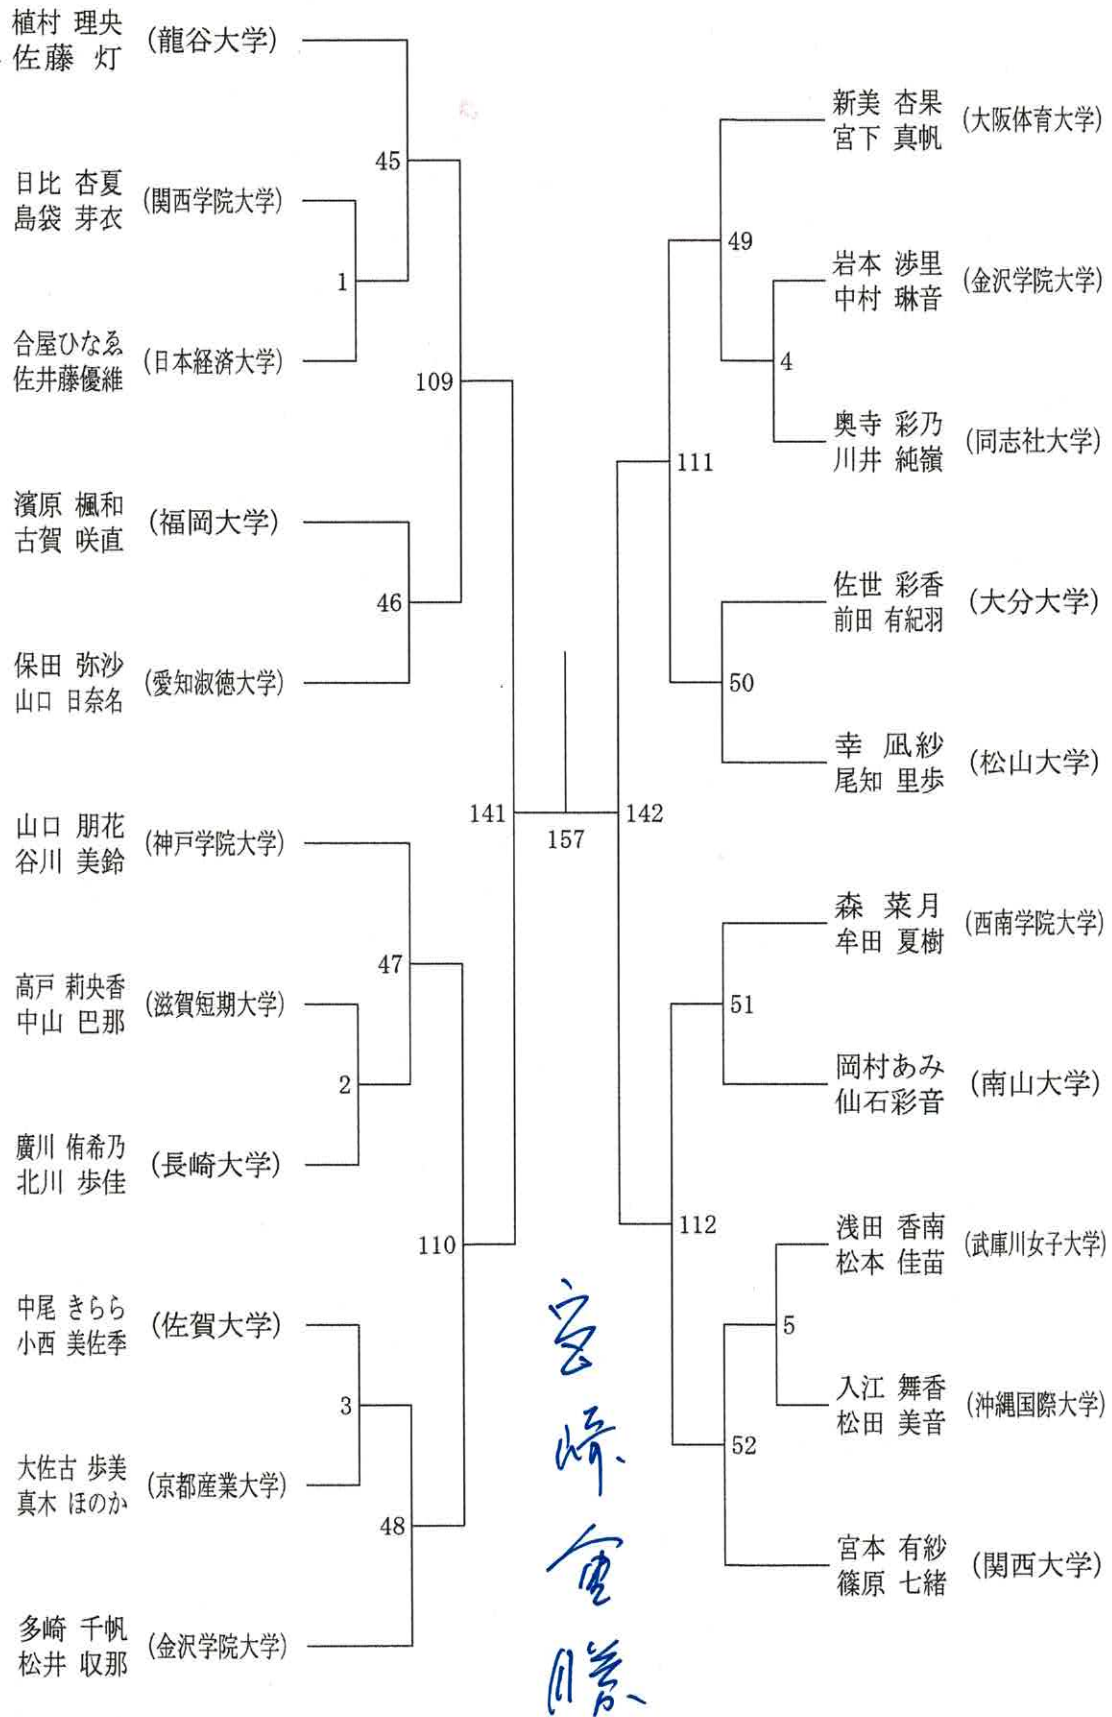 植村 理央
佐藤 灯
(龍谷大学)
45
日比 杏夏
島袋 芽衣
(関西学院大学)
1
合屋ひなゑ
佐井藤優維
(日本経済大学)
109
濱原 楓和
古賀 咲直
(福岡大学)
46
保田 弥沙
山口 日奈名
(愛知淑徳大学)
141
山口 朋花
谷川 美鈴
(神戸学院大学)
47
高戸 莉央香
中山 巴那
(滋賀短期大学)
2
廣川 侑希乃
北川 歩佳
(長崎大学)
110
中尾 きらら
小西 美佐季
(佐賀大学)
3
大佐古 歩美
真木 ほのか
(京都産業大学)
48
多崎 千帆
松井 収那
(金沢学院大学)
157
新美 杏果
宮下 真帆
(大阪体育大学)
49
岩本 渉里
中村 琳音
(金沢学院大学)
4
奥寺 彩乃
川井 純嶺
(同志社大学)
111
佐世 彩香
前田 有紀羽
(大分大学)
50
幸 凪紗
尾知 里歩
(松山大学)
142
森 菜月
牟田 夏樹
(西南学院大学)
51
岡村あみ
仙石彩音
(南山大学)
112
浅田 香南
松本 佳苗
(武庫川女子大学)
5
入江 舞香
松田 美音
(沖縄国際大学)
52
宮本 有紗
篠原 七緒
(関西大学)